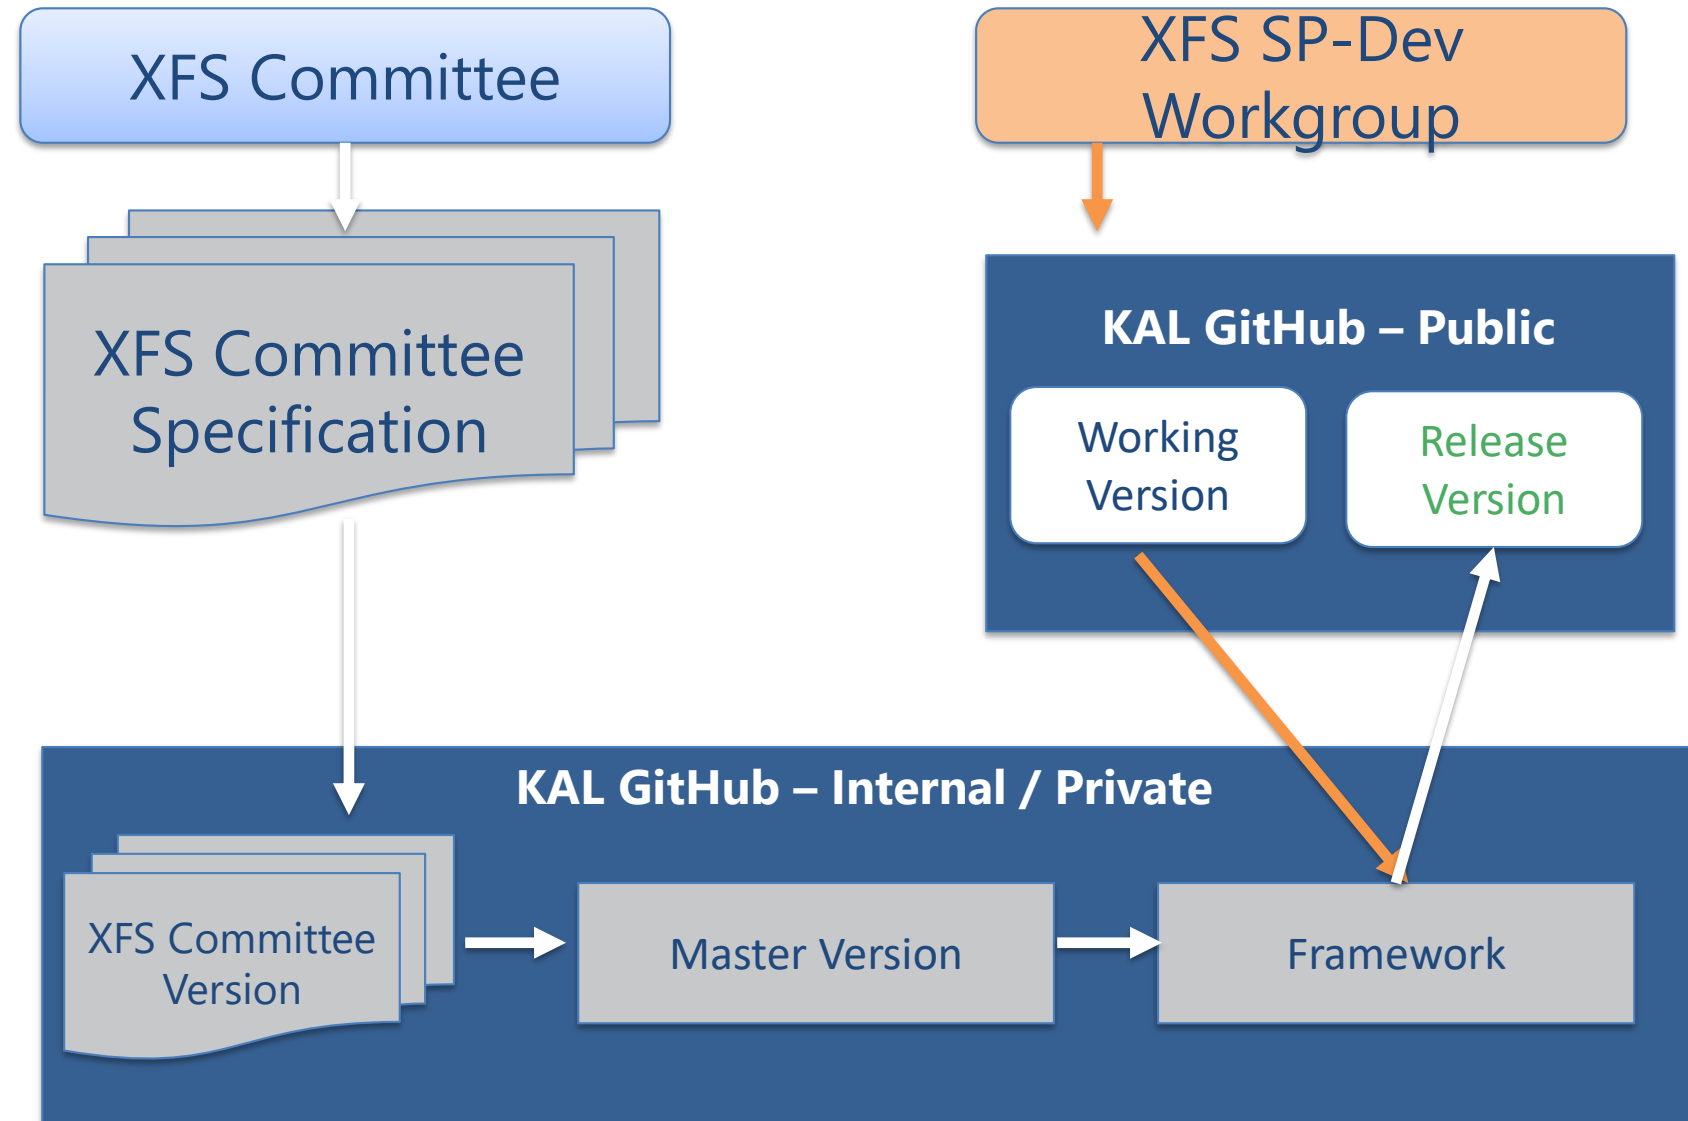 XFS Committee
XFS SP-Dev
Workgroup
XFS Committee
Specification
KAL GitHub – Public
Working
Version
Release
Version
KAL GitHub – Internal / Private
XFS Committee
Version
Master Version
Framework